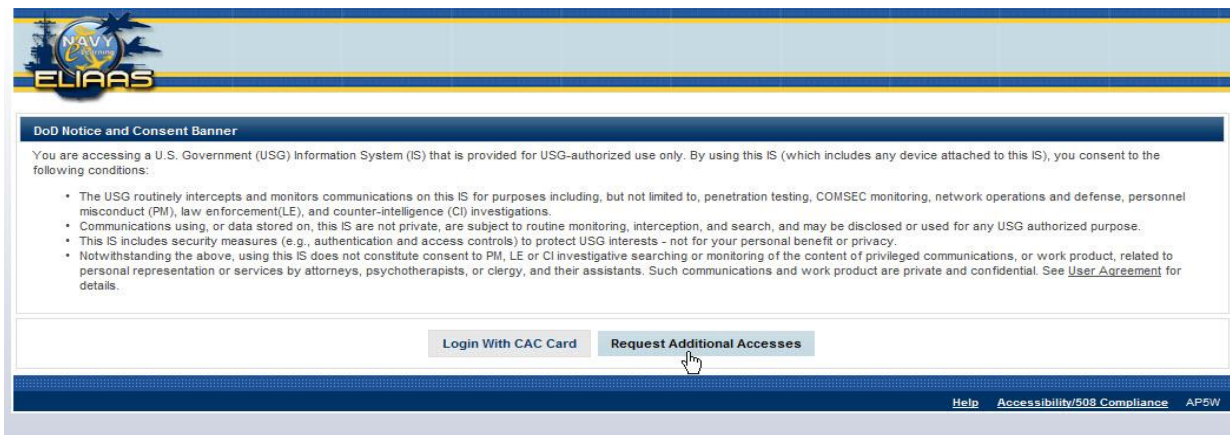 NAVY
e Learning
ELIAAS
DoD Notice and Consent Banner
You are accessing a U.S. Government (USG) Information System (IS) that is provided for USG-authorized use only. By using this IS (which includes any device attached to this IS), you consent to the
following conditions:
• The USG routinely intercepts and monitors communications on this IS for purposes including, but not limited to, penetration testing, COMSEC monitoring, network operations and defense, personnel
misconduct (PM), law enforcement(LE), and counter-intelligence (CI) investigations.
• Communications using, or data stored on, this IS are not private, are subject to routine monitoring, interception, and search, and may be disclosed or used for any USG authorized purpose.
• This IS includes security measures (e.g., authentication and access controls) to protect USG interests - not for your personal benefit or privacy.
• Notwithstanding the above, using this IS does not constitute consent to PM, LE or CI investigative searching or monitoring of the content of privileged communications, or work product, related to
personal representation or services by attorneys, psychotherapists, or clergy, and their assistants. Such communications and work product are private and confidential. See User Agreement for
details.
Login With CAC Card Request Additional Accesses
Help Accessibility/508 Compliance AP5W